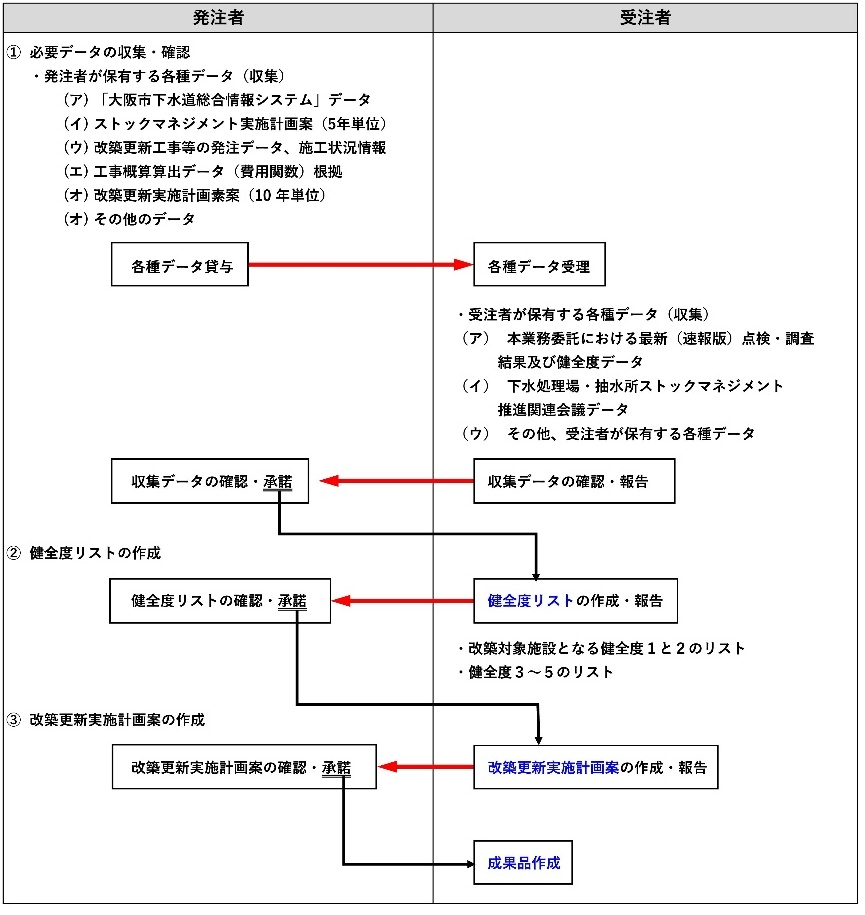 発注者
受注者
① 必要データの収集・確認
・発注者が保有する各種データ（収集）
（ア）「大阪市下水道総合情報システム」データ
（イ）ストックマネジメント実施計画案（5年単位）
（ウ）改築更新工事等の発注データ、施工状況情報
（エ）工事概算算出データ（費用関数）根拠
（オ）改築更新実施計画素案（10 年単位）
（オ）その他のデータ
各種データ貸与
各種データ受理
・受注者が保有する各種データ（収集）
（ア） 本業務委託における最新（速報版）点検・調査
結果及び健全度データ
（イ） 下水処理場・抽水所ストックマネジメント
推進関連会議データ
（ウ） その他、受注者が保有する各種データ
収集データの確認・承諾
収集データの確認・報告
② 健全度リストの作成
健全度リストの確認・承諾
健全度リストの作成・報告
・改築対象施設となる健全度１と２のリスト
・健全度３～５のリスト
③ 改築更新実施計画案の作成
改築更新実施計画案の確認・承諾
改築更新実施計画案の作成・報告
成果品作成